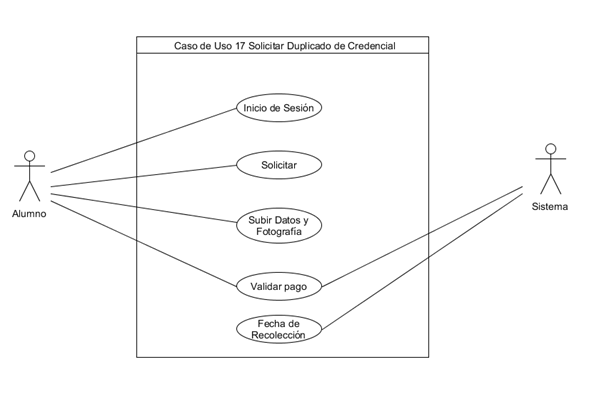 Caso de Uso 17 Solicitar Duplicado de Credencial
Inicio de Sesión
Solicitar
Alumno
Sistema
Subir Datos y
Fotografía
Validar pago
Fecha de
Recolección